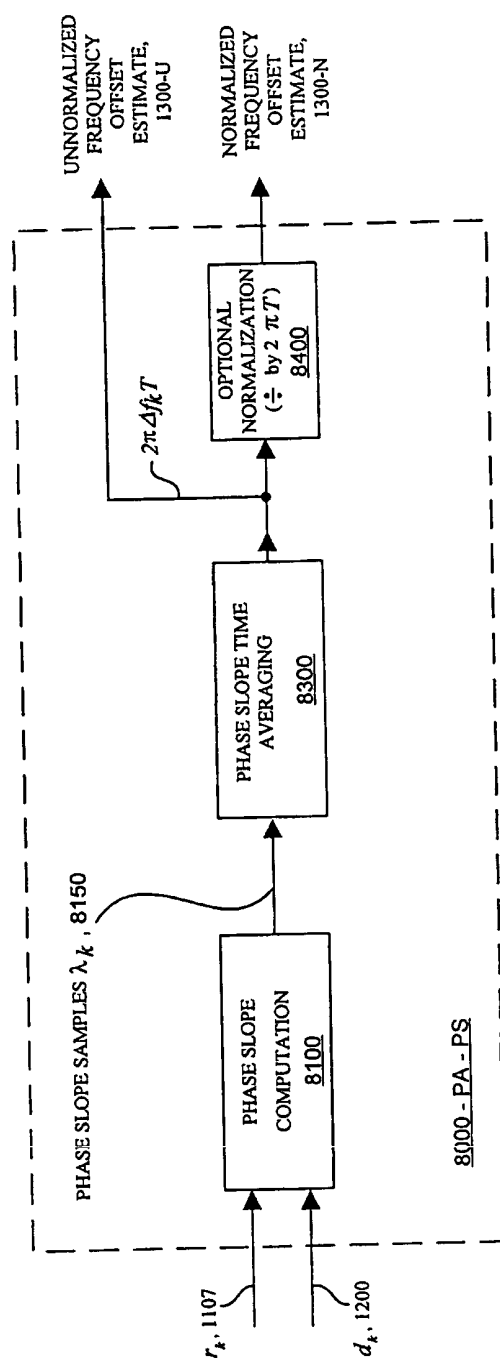 UNNORMALIZED
FREQUENCY
OFFSET
ESTIMATE,
1300-U
NORMALIZED
FREQUENCY
OFFSET
ESTIMATE,
1300-N
2πΔfₖT
OPTIONAL
NORMALIZATION
(÷ by 2 πT)
8400
PHASE SLOPE TIME
AVERAGING
8300
PHASE SLOPE SAMPLES λₖ, 8150
PHASE SLOPE
COMPUTATION
8100
8000 - PA - PS
rₖ, 1107
dₖ, 1200